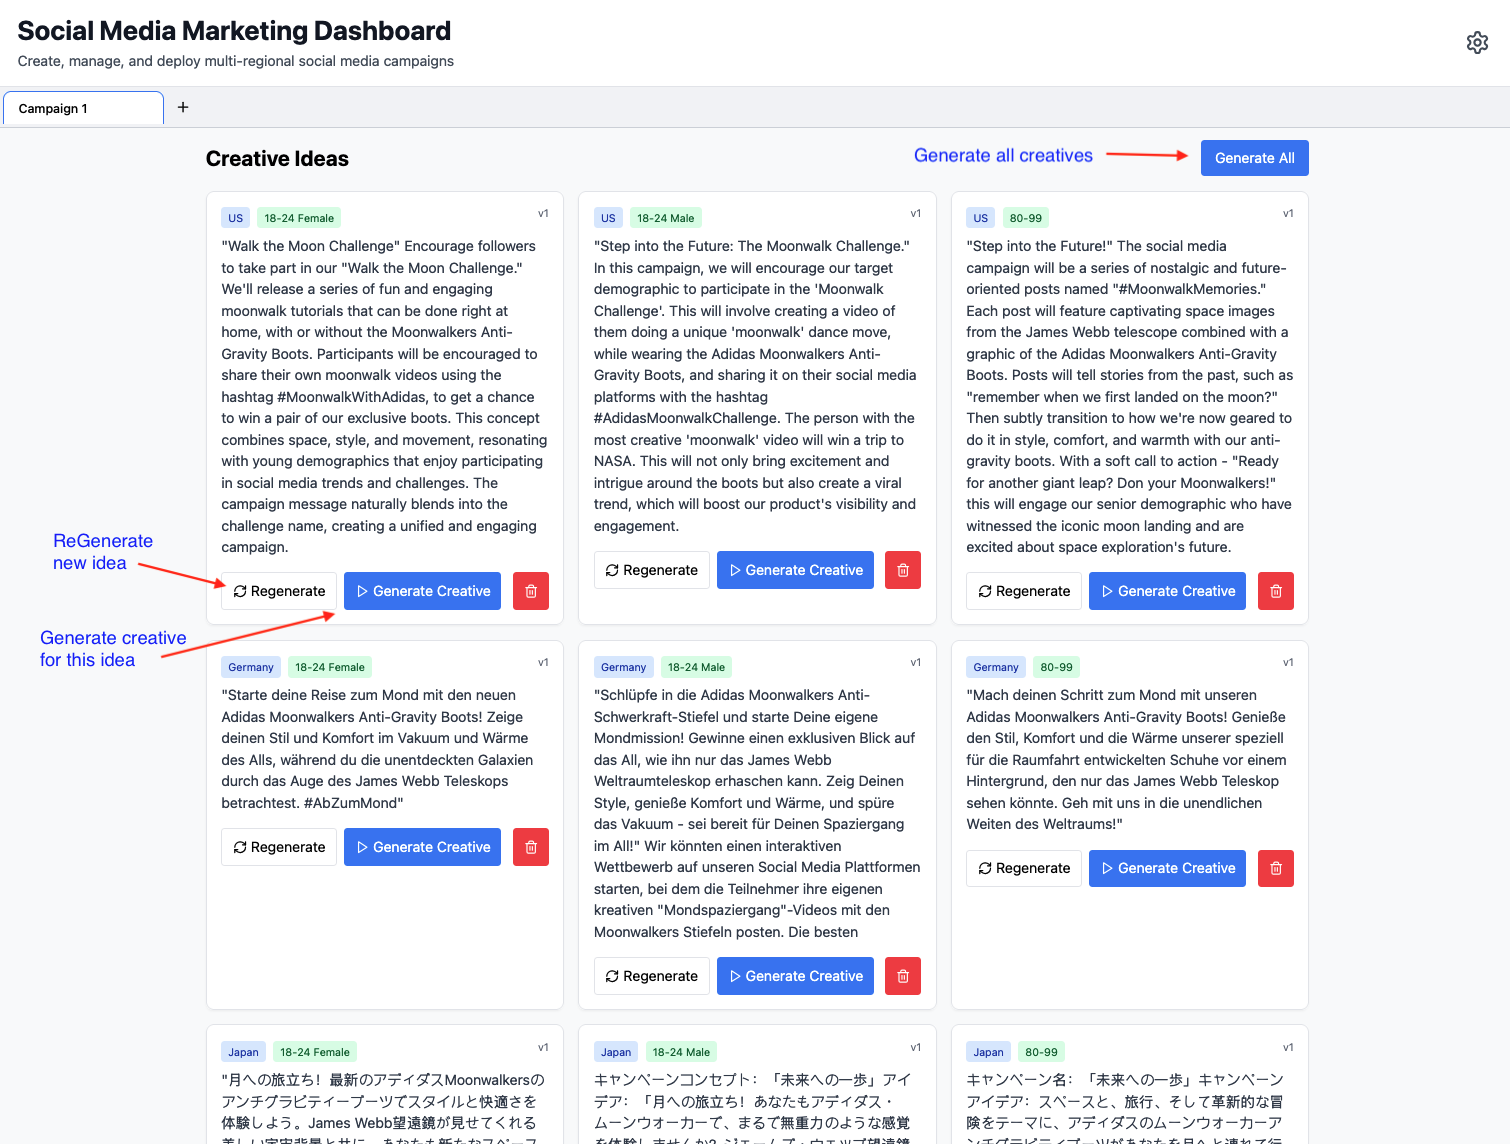 Social Media Marketing Dashboard
Create, manage, and deploy multi-regional social media campaigns
Campaign 1
+
Creative Ideas
Generate all creatives
Generate All
US
18-24 Female
v1
"Walk the Moon Challenge" Encourage followers
to take part in our "Walk the Moon Challenge."
We'll release a series of fun and engaging
moonwalk tutorials that can be done right at
home, with or without the Moonwalkers Anti-
Gravity Boots. Participants will be encouraged to
share their own moonwalk videos using the
hashtag #MoonwalkWithAdidas, to get a chance
to win a pair of our exclusive boots. This concept
combines space, style, and movement, resonating
with young demographics that enjoy participating
in social media trends and challenges. The
campaign message naturally blends into the
challenge name, creating a unified and engaging
campaign.
Regenerate
Generate Creative
US
18-24 Male
v1
"Step into the Future: The Moonwalk Challenge."
In this campaign, we will encourage our target
demographic to participate in the 'Moonwalk
Challenge'. This will involve creating a video of
them doing a unique 'moonwalk' dance move,
while wearing the Adidas Moonwalkers Anti-
Gravity Boots, and sharing it on their social media
platforms with the hashtag
#AdidasMoonwalkChallenge. The person with the
most creative 'moonwalk' video will win a trip to
NASA. This will not only bring excitement and
intrigue around the boots but also create a viral
trend, which will boost our product's visibility and
engagement.
Regenerate
Generate Creative
US
80-99
v1
"Step into the Future!" The social media
campaign will be a series of nostalgic and future-
oriented posts named "#MoonwalkMemories."
Each post will feature captivating space images
from the James Webb telescope combined with a
graphic of the Adidas Moonwalkers Anti-Gravity
Boots. Posts will tell stories from the past, such as
"remember when we first landed on the moon?"
Then subtly transition to how we're now geared to
do it in style, comfort, and warmth with our anti-
gravity boots. With a soft call to action - "Ready
for another giant leap? Don your Moonwalkers!"
this will engage our senior demographic who have
witnessed the iconic moon landing and are
excited about space exploration's future.
Regenerate
Generate Creative
ReGenerate
new idea
Generate creative
for this idea
Germany
18-24 Female
v1
"Starte deine Reise zum Mond mit den neuen
Adidas Moonwalkers Anti-Gravity Boots! Zeige
deinen Stil und Komfort im Vakuum und Wärme
des Alls, während du die unentdeckten Galaxien
durch das Auge des James Webb Teleskops
betrachtest. #AbZumMond"
Regenerate
Generate Creative
Germany
18-24 Male
v1
"Schlüpfe in die Adidas Moonwalkers Anti-
Schwerkraft-Stiefel und starte Deine eigene
Mondmission! Gewinne einen exklusiven Blick auf
das All, wie ihn nur das James Webb
Weltraumteleskop erhaschen kann. Zeig Deinen
Style, genieße Komfort und Wärme, und spüre
das Vakuum - sei bereit für Deinen Spaziergang
im All!" Wir könnten einen interaktiven
Wettbewerb auf unseren Social Media Plattformen
starten, bei dem die Teilnehmer ihre eigenen
kreativen "Mondspaziergang"-Videos mit den
Moonwalkers Stiefeln posten. Die besten
Regenerate
Generate Creative
Germany
80-99
v1
"Mach deinen Schritt zum Mond mit unseren
Adidas Moonwalkers Anti-Gravity Boots! Genieße
den Stil, Komfort und die Wärme unserer speziell
für die Raumfahrt entwickelten Schuhe vor einem
Hintergrund, den nur das James Webb Teleskop
sehen könnte. Geh mit uns in die unendlichen
Weiten des Weltraums!"
Regenerate
Generate Creative
Japan
18-24 Female
v1
"月への旅立ち！最新のアディダスMoonwalkersの
アンチグラビティーブーツでスタイルと快適さを
体験しよう。James Webb望遠鏡が見せてくれる
Japan
18-24 Male
v1
キャンペーンコンセプト：「未来への一歩」アイ
デア：「月への旅立ち！あなたもアディダス・
ムーンウォーカーで、まるで無重力のような感覚
Japan
80-99
v1
キャンペーン名：「未来への一歩」キャンペーン
アイデア：スペースと、旅行、そして革新的な冒
険をテーマに、アディダスのムーンウォーカーア